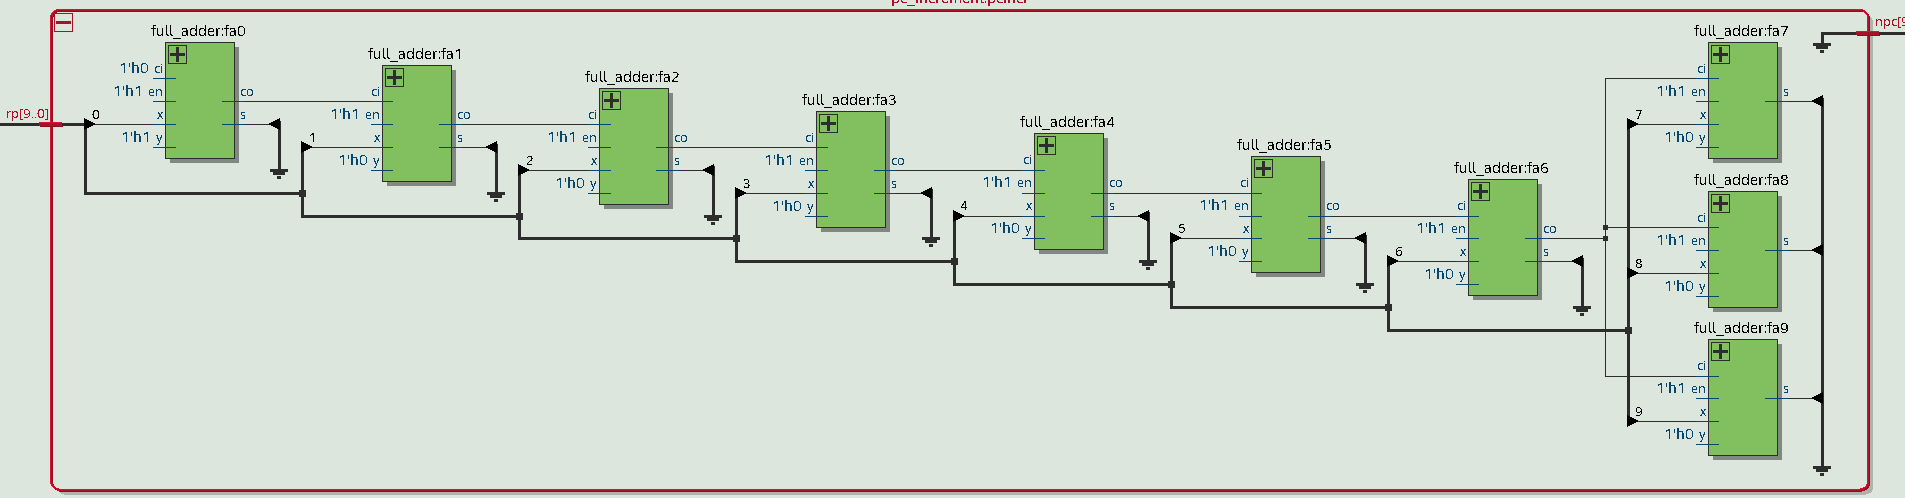 pc_increment:pcincr
full_adder:fa0
1'h0 ci
1'h1 en
x
1'h1 y
co
s
rp[9..0]
0
full_adder:fa1
ci
1'h1 en
x
1'h0 y
co
s
1
full_adder:fa2
ci
1'h1 en
x
1'h0 y
co
s
2
full_adder:fa3
ci
1'h1 en
x
1'h0 y
co
s
3
full_adder:fa4
ci
1'h1 en
x
1'h0 y
co
s
4
full_adder:fa5
ci
1'h1 en
x
1'h0 y
co
s
5
full_adder:fa6
ci
1'h1 en
x
1'h0 y
co
s
6
full_adder:fa7
ci
1'h1 en
x
1'h0 y
s
7
full_adder:fa8
ci
1'h1 en
x
1'h0 y
s
8
full_adder:fa9
ci
1'h1 en
x
1'h0 y
s
9
npc[9